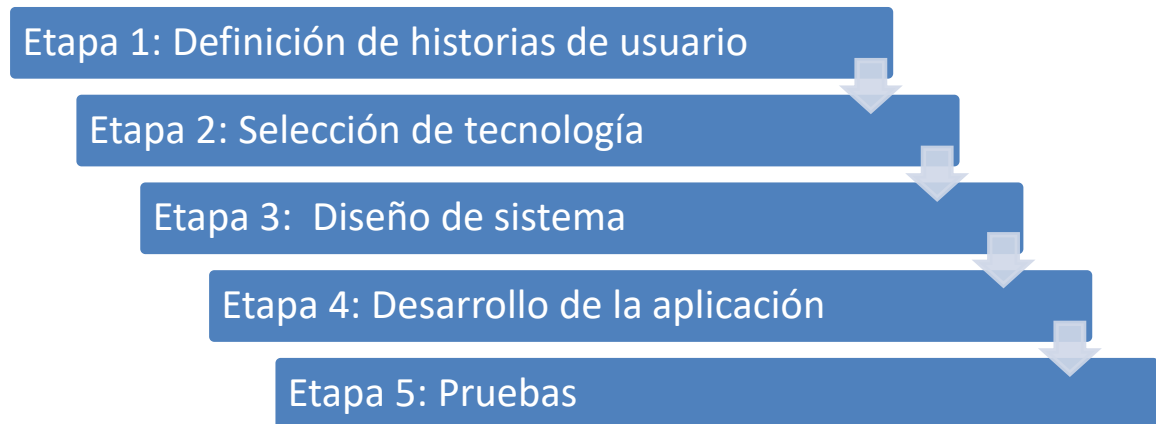 Etapa 1: Definición de historias de usuario
Etapa 2: Selección de tecnología
Etapa 3: Diseño de sistema
Etapa 4: Desarrollo de la aplicación
Etapa 5: Pruebas